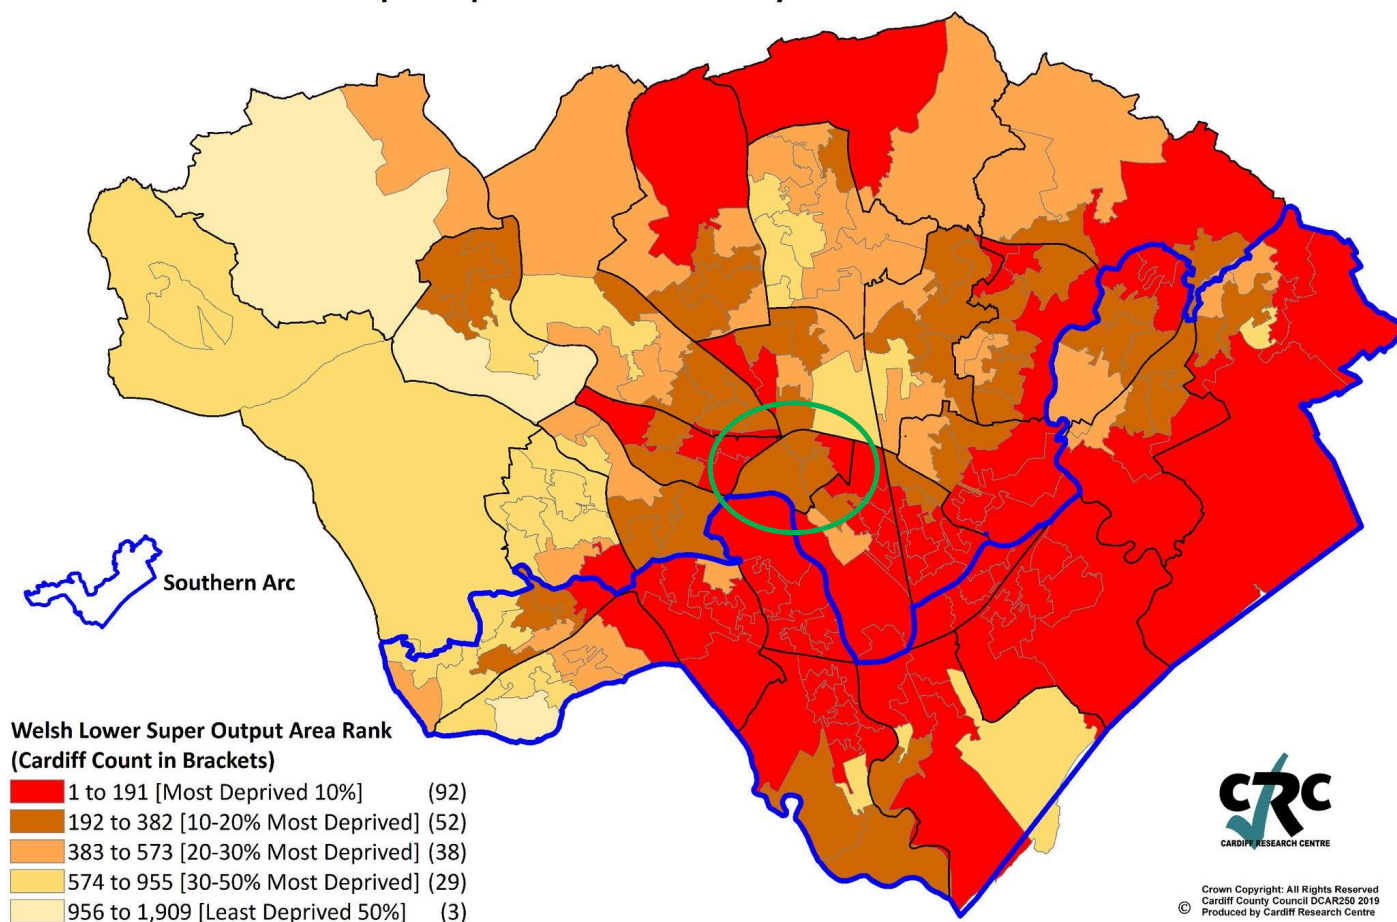 Southern Arc
Welsh Lower Super Output Area Rank
(Cardiff Count in Brackets)
1 to 191 [Most Deprived 10%] (92)
192 to 382 [10-20% Most Deprived] (52)
383 to 573 [20-30% Most Deprived] (38)
574 to 955 [30-50% Most Deprived] (29)
956 to 1,909 [Least Deprived 50%] (3)
CRC
CARDIFF RESEARCH CENTRE
Crown Copyright: All Rights Reserved
© Cardiff County Council DCAR250 2019
Produced by Cardiff Research Centre